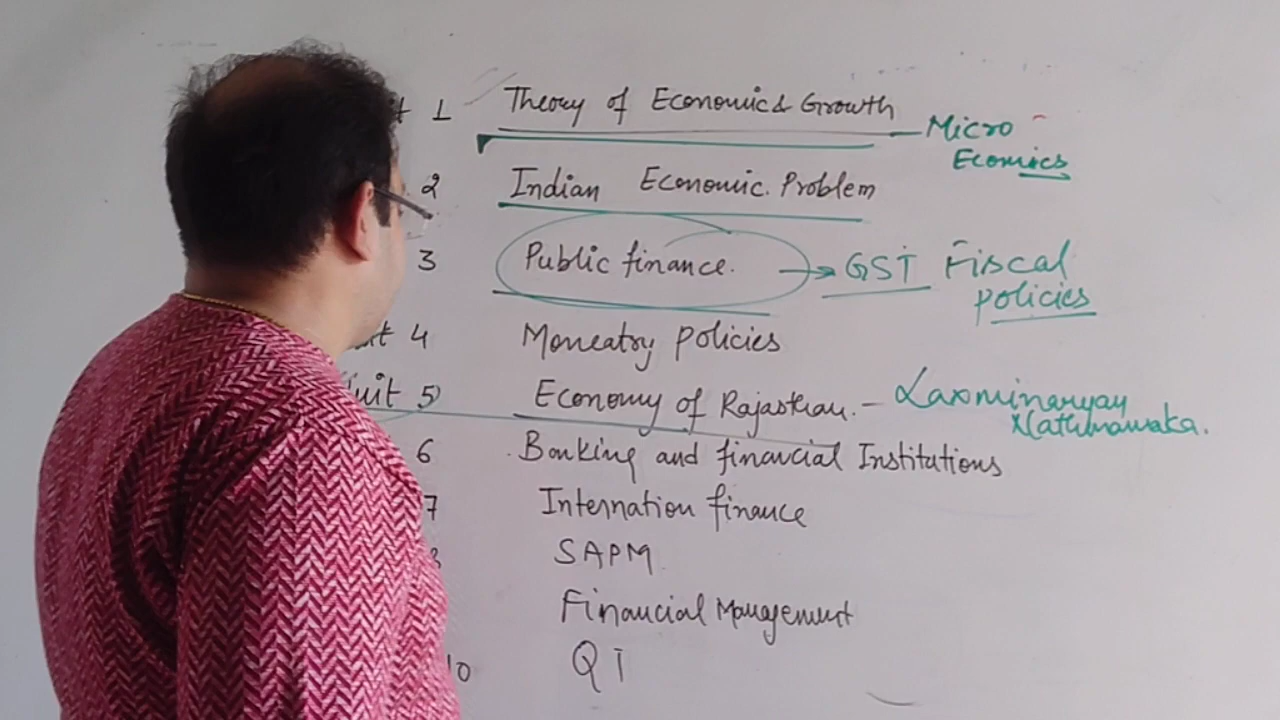 1 Theory of Economics Growth
Micro
Ecomics
2 Indian Economic. Problem
3 Public finance. → GST Fiscal
policies
4 Moneatry policies
5 Economy of Rajasthan. - Laxminaryay
Nathuramka.
6 Banking and financial Institutions
7 Internation finance
SAPM
Financial Management
10 QT